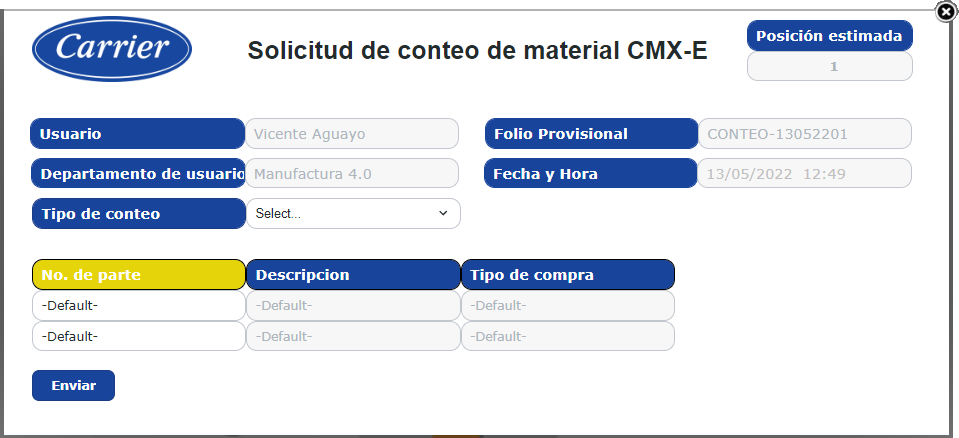 Carrier
Solicitud de conteo de material CMX-E
Posición estimada
1
Usuario
Vicente Aguayo
Folio Provisional
CONTEO-13052201
Departamento de usuario
Manufactura 4.0
Fecha y Hora
13/05/2022 12:49
Tipo de conteo
Select...
No. de parte
Descripcion
Tipo de compra
-Default-
-Default-
-Default-
-Default-
-Default-
-Default-
Enviar